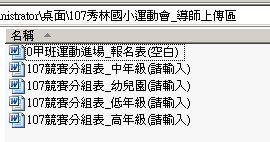 nistrator\桌面\107秀林國小運動會_導師上傳區
名稱
0甲班運動進場_報名表(空白)
107競賽分組表_中年級(請輸入)
107競賽分組表_幼兒園(請輸入)
107競賽分組表_低年級(請輸入)
107競賽分組表_高年級(請輸入)